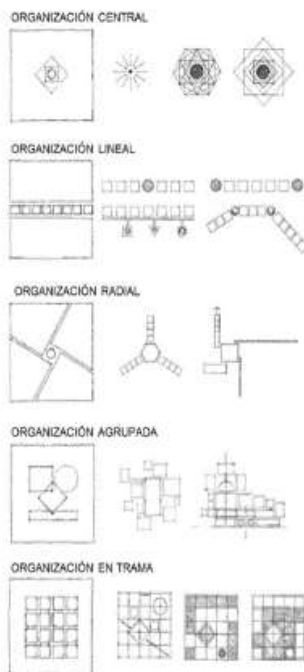 ORGANIZACIÓN CENTRAL
ORGANIZACIÓN LINEAL
ORGANIZACIÓN RADIAL
ORGANIZACIÓN AGRUPADA
ORGANIZACIÓN EN TRAMA